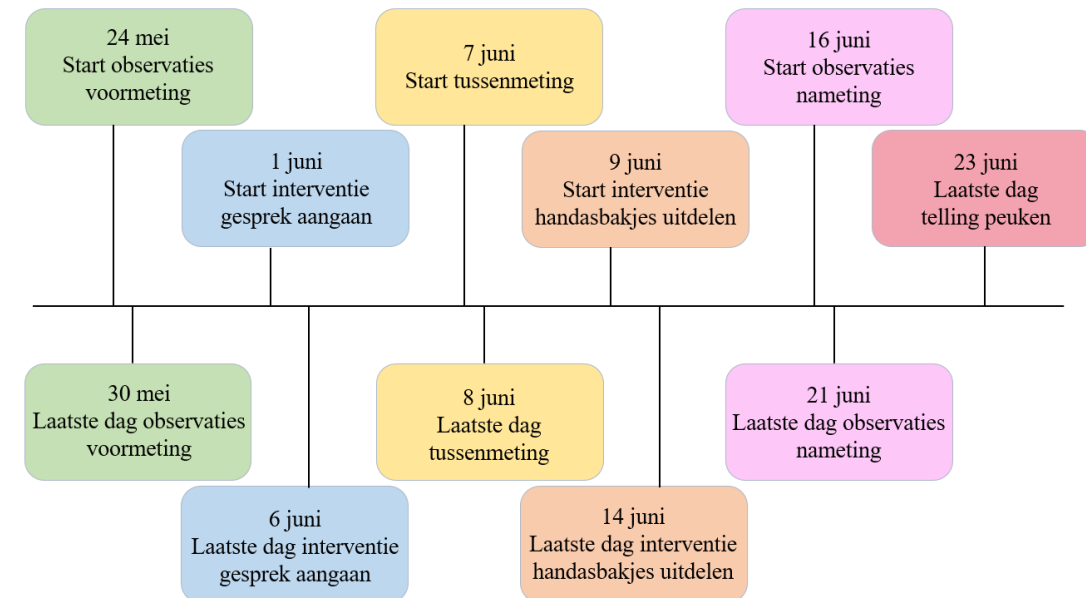 24 mei
Start observaties
voormeting
7 juni
Start tussenmeting
16 juni
Start observaties
nameting
1 juni
Start interventie
gesprek aangaan
9 juni
Start interventie
handasbakjes uitdelen
23 juni
Laatste dag
telling peuken
30 mei
Laatste dag observaties
voormeting
8 juni
Laatste dag
tussenmeting
21 juni
Laatste dag observaties
nameting
6 juni
Laatste dag interventie
gesprek aangaan
14 juni
Laatste dag interventie
handasbakjes uitdelen